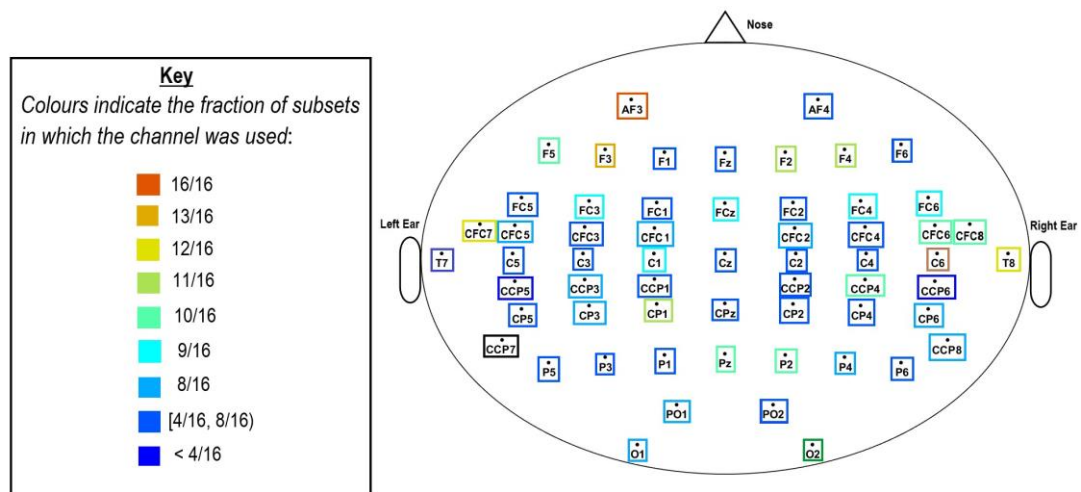 Key
Colours indicate the fraction of subsets
in which the channel was used:
16/16
13/16
12/16
11/16
10/16
9/16
8/16
[4/16, 8/16)
< 4/16
Nose
AF3 AF4
F5 F3 F1 Fz F2 F4 F6
FC5 FC3 FC1 FCz FC2 FC4 FC6
Left Ear Right Ear
CFC7 CFC5 CFC3 CFC1 CFC2 CFC4 CFC6 CFC8
T7 C5 C3 C1 Cz C2 C4 C6 T8
CCP5 CCP3 CCP1 CCP2 CCP4 CCP6
CP5 CP3 CP1 CPz CP2 CP4 CP6
CCP7 CCP8
P5 P3 P1 Pz P2 P4 P6
PO1 PO2
O1 O2